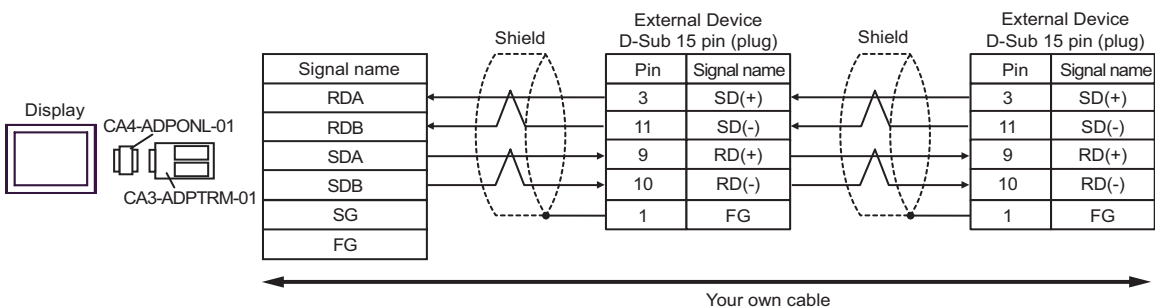 External Device
D-Sub 15 pin (plug)
External Device
D-Sub 15 pin (plug)
Shield
Shield
Signal name
Pin Signal name
Pin Signal name
RDA
3 SD(+)
3 SD(+)
Display
CA4-ADPONL-01
RDB
11 SD(-)
11 SD(-)
SDA
9 RD(+)
9 RD(+)
CA3-ADPTRM-01
SDB
10 RD(-)
10 RD(-)
SG
1 FG
1 FG
FG
Your own cable